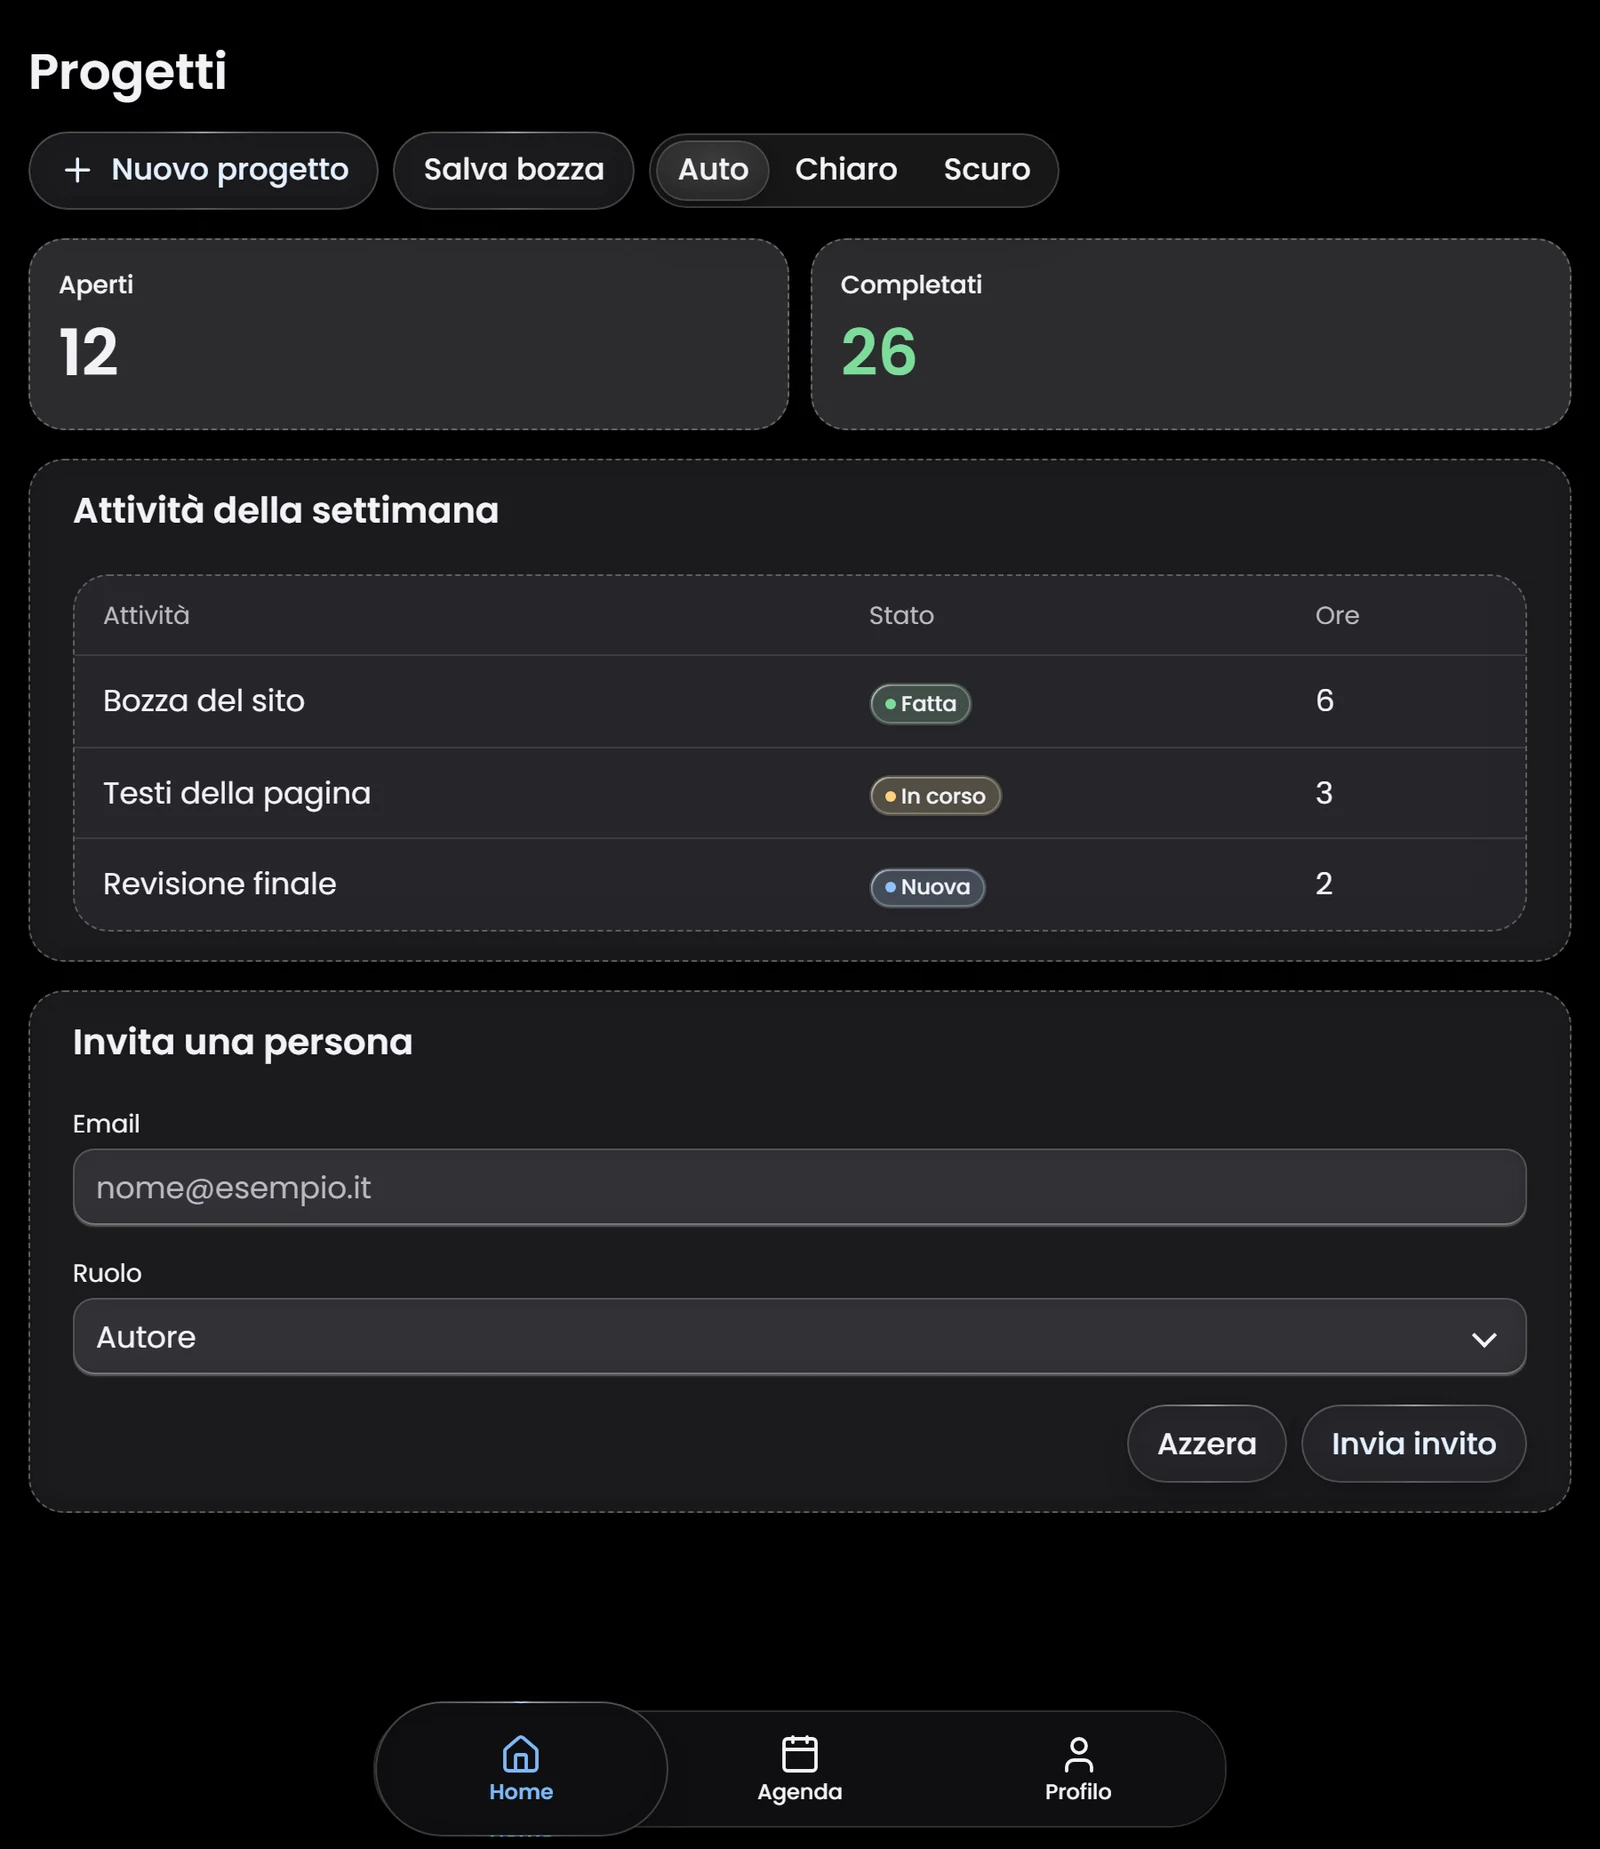 Progetti
Nuovo progetto
Salva bozza
Auto
Chiaro
Scuro
Aperti
12
Completati
26
Attività della settimana
Attività Stato Ore
Bozza del sito Fatta 6
Testi della pagina In corso 3
Revisione finale Nuova 2
Invita una persona
Email
nome@esempio.it
Ruolo
Autore
Azzera
Invia invito
Home
Agenda
Profilo